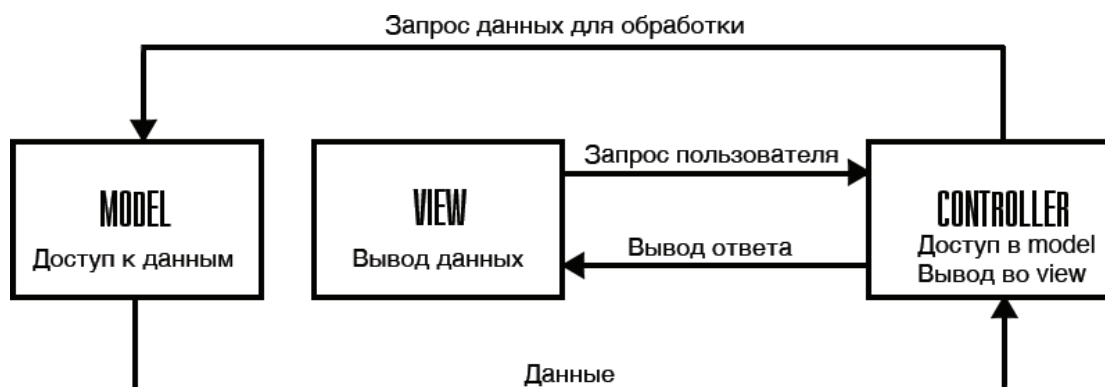 Запрос данных для обработки
MODEL
Доступ к данным
VIEW
Вывод данных
Запрос пользователя
Вывод ответа
CONTROLLER
Доступ в model
Вывод во view
Данные